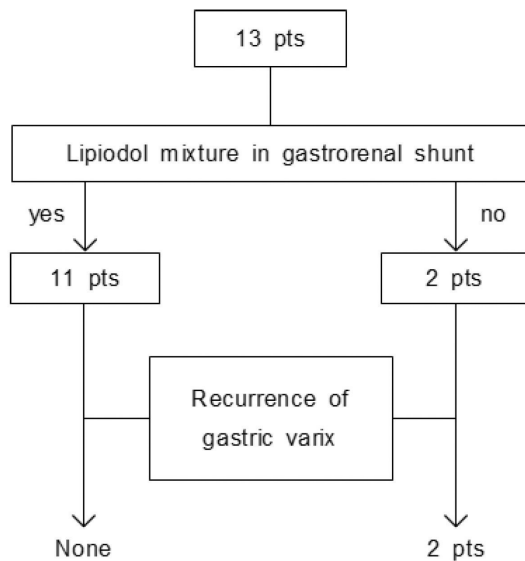 13 pts
Lipiodol mixture in gastrorenal shunt
yes
no
11 pts
2 pts
Recurrence of
gastric varix
None
2 pts